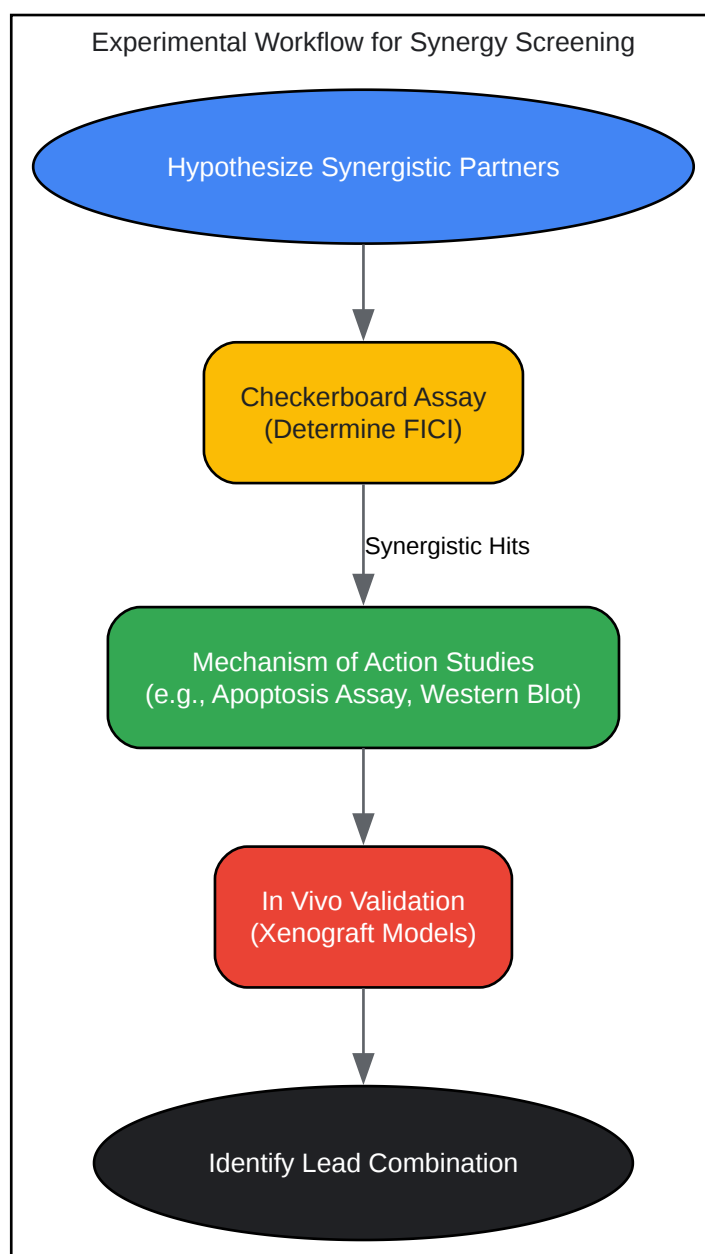 Experimental Workflow for Synergy Screening
Hypothesize Synergistic Partners
Checkerboard Assay
(Determine FICI)
Synergistic Hits
Mechanism of Action Studies
(e.g., Apoptosis Assay, Western Blot)
In Vivo Validation
(Xenograft Models)
Identify Lead Combination